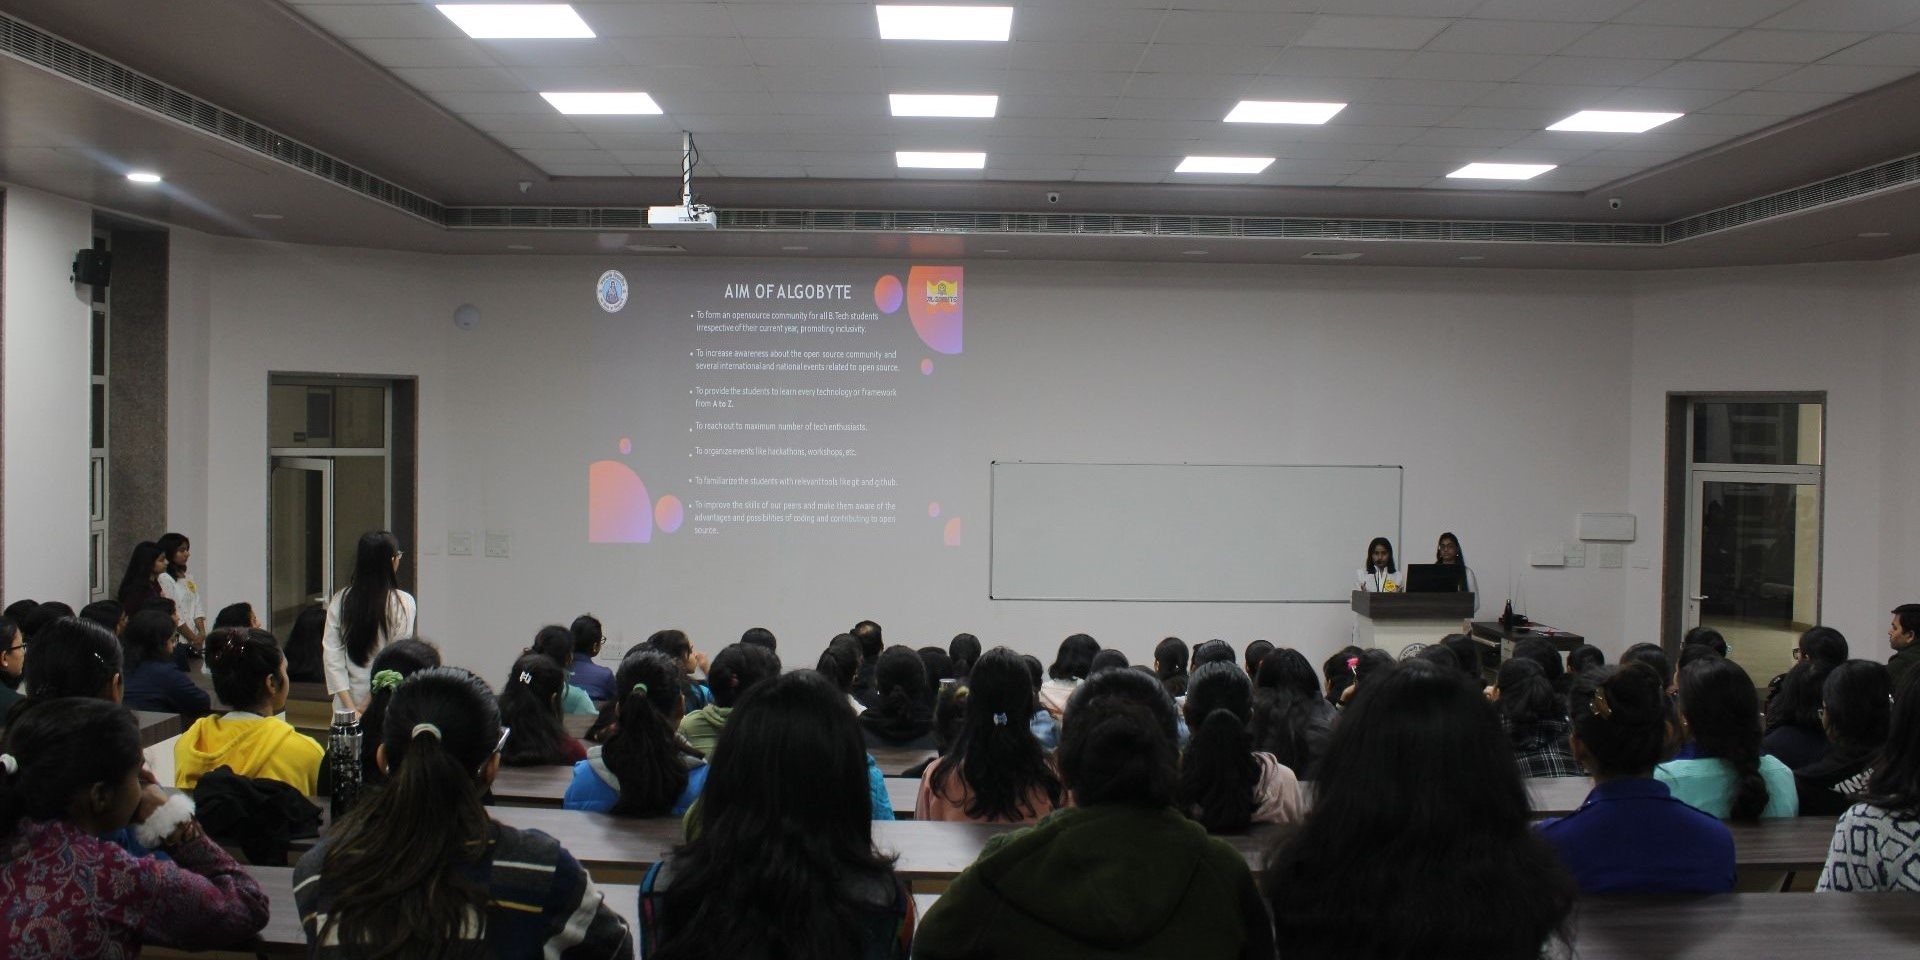 AIM OF ALGOBYTE
ALGOBYTE
• To form an opensource community for all B.Tech students
irrespective of their current year, promoting inclusivity.
• To increase awareness about the open source community and
several international and national events related to open source.
• To provide the students to learn every technology or framework
from A to Z.
• To reach out to maximum number of tech enthusiasts.
• To organize events like hackathons, workshops, etc.
• To familiarize the students with relevant tools like git and github.
• To improve the skills of our peers and make them aware of the
advantages and possibilities of coding and contributing to open
source.